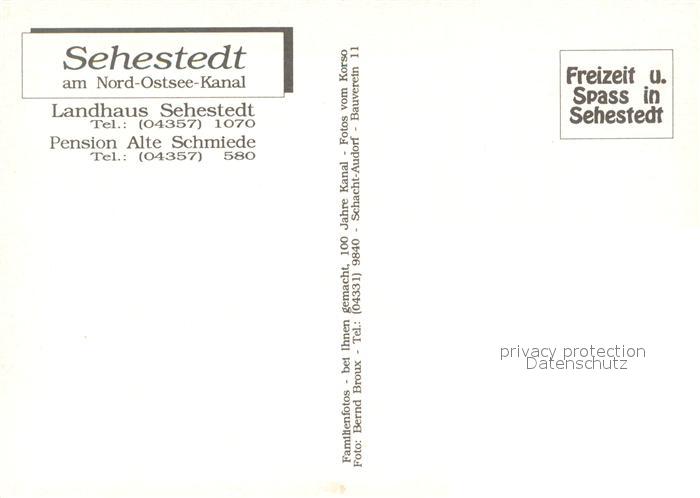 Sehestedt
am Nord-Ostsee-Kanal
Landhaus Sehestedt
Tel.: (04357) 1070
Pension Alte Schmiede
Tel.: (04357) 580
Familienfotos - bei Ihnen gemacht, 100 Jahre Kanal - Fotos vom Korso
Foto: Bernd Broux - Tel.: (04331) 9840 - Schacht-Audorf - Bauverein 11
Freizeit u.
Spass in
Sehestedt
privacy protection
Datenschutz